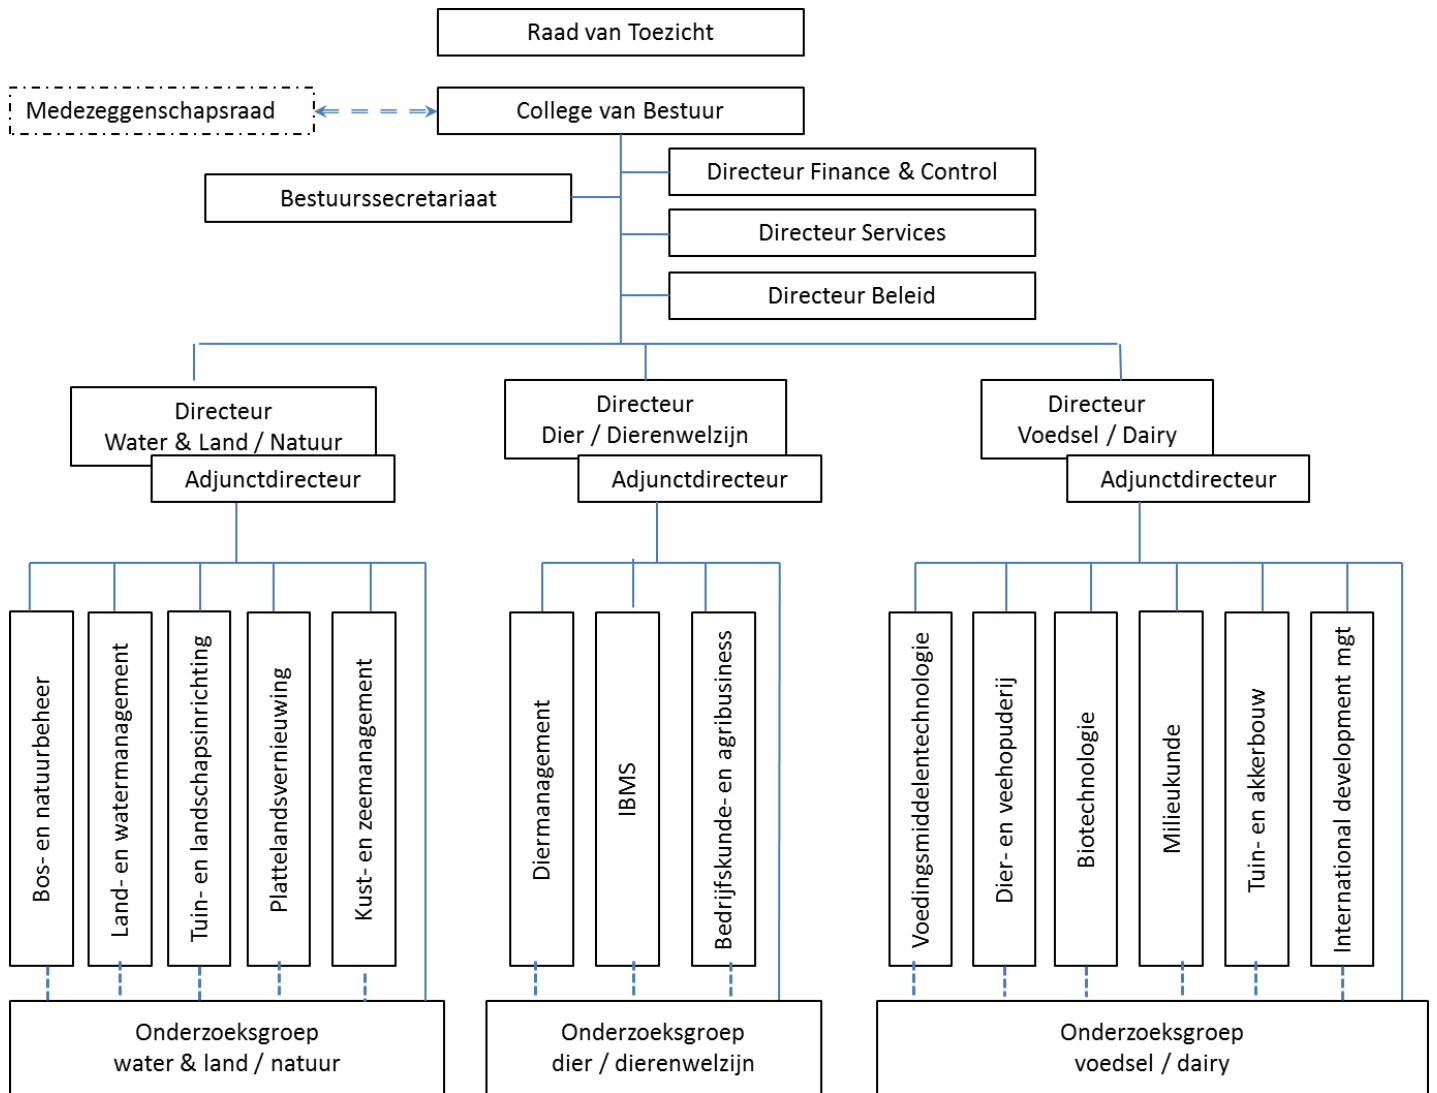 Raad van Toezicht
Medezeggenschapsraad
College van Bestuur
Directeur Finance & Control
Bestuurssecretariaat
Directeur Services
Directeur Beleid
Directeur
Water & Land / Natuur
Adjunctdirecteur
Directeur
Dier / Dierenwelzijn
Adjunctdirecteur
Directeur
Voedsel / Dairy
Adjunctdirecteur
Bos- en natuurbeheer
Land- en watermanagement
Tuin- en landschapsinrichting
Plattelandsvernieuwing
Kust- en zeemanagement
Diermanagement
IBMS
Bedrijfskunde- en agribusiness
Voedingsmiddelentechnologie
Dier- en veehopuderij
Biotechnologie
Milieukunde
Tuin- en akkerbouw
International development mgt
Onderzoeksgroep
water & land / natuur
Onderzoeksgroep
dier / dierenwelzijn
Onderzoeksgroep
voedsel / dairy